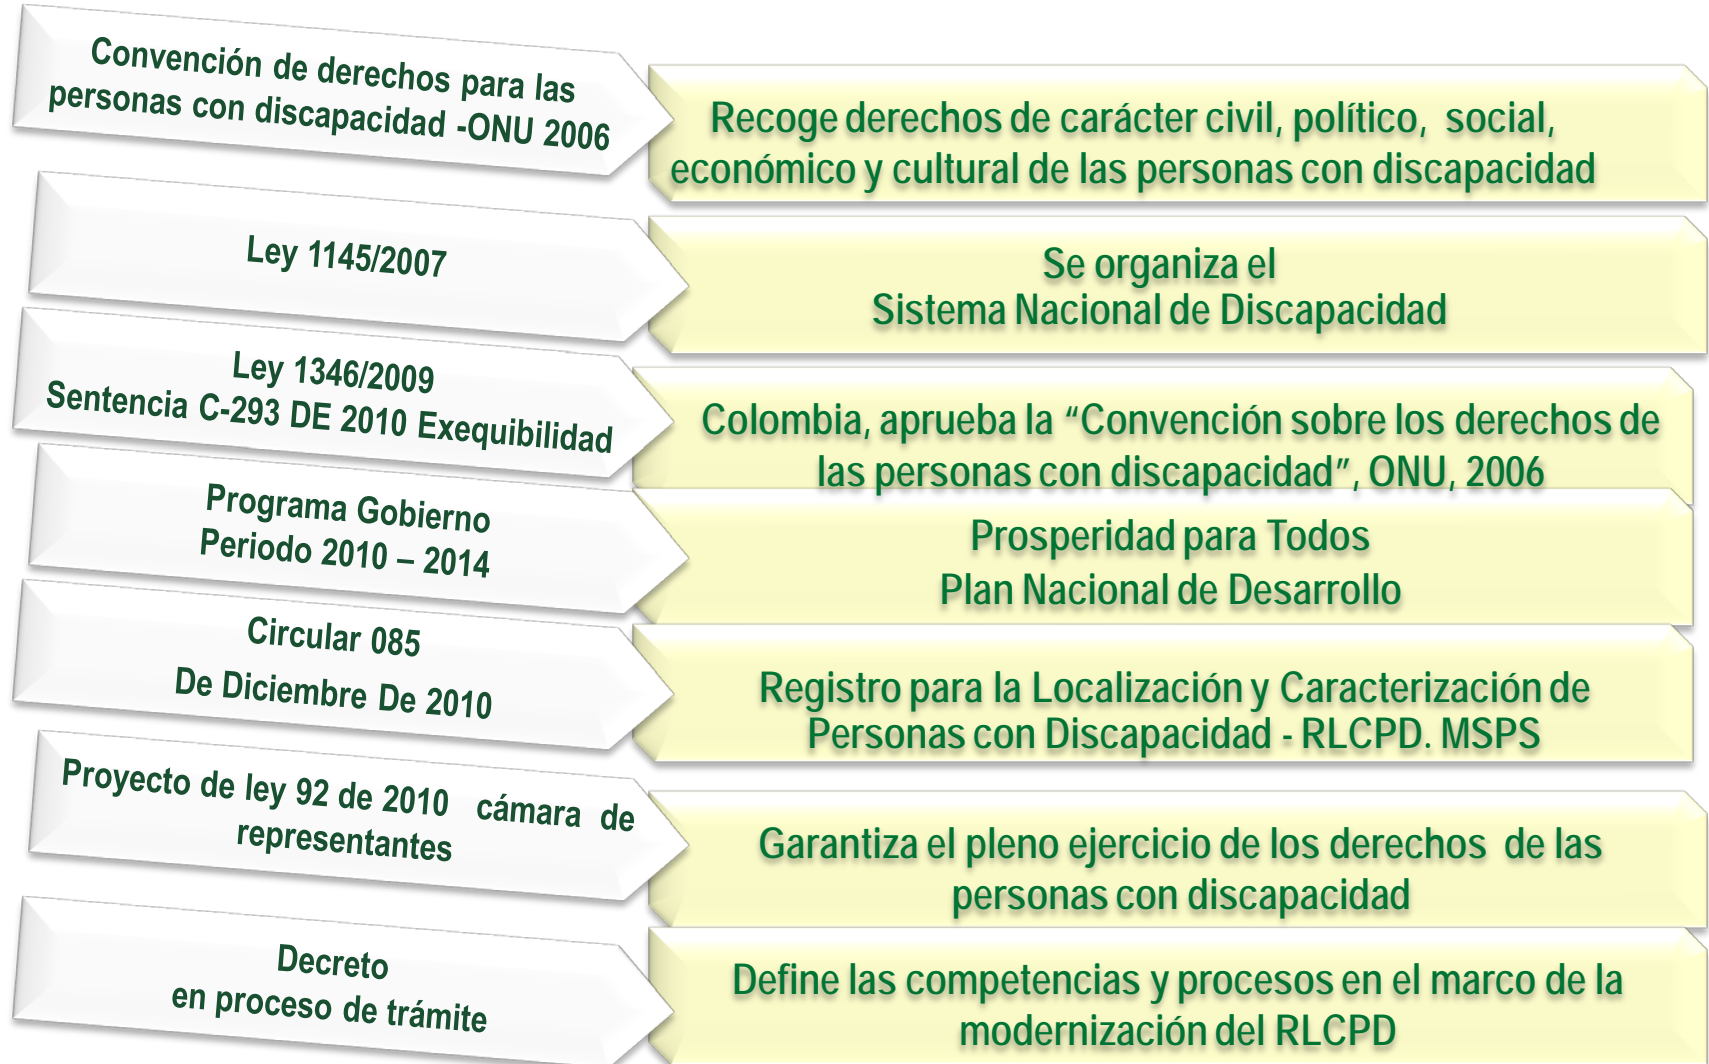 Convención de derechos para las
personas con discapacidad -ONU 2006
Recoge derechos de carácter civil, político, social,
económico y cultural de las personas con discapacidad
Ley 1145/2007
Se organiza el
Sistema Nacional de Discapacidad
Ley 1346/2009
Sentencia C-293 DE 2010 Exequibilidad
Colombia, aprueba la “Convención sobre los derechos de
las personas con discapacidad”, ONU, 2006
Programa Gobierno
Periodo 2010 – 2014
Prosperidad para Todos
Plan Nacional de Desarrollo
Circular 085
De Diciembre De 2010
Registro para la Localización y Caracterización de
Personas con Discapacidad - RLCPD. MSPS
Proyecto de ley 92 de 2010 cámara de
representantes
Garantiza el pleno ejercicio de los derechos de las
personas con discapacidad
Decreto
en proceso de trámite
Define las competencias y procesos en el marco de la
modernización del RLCPD